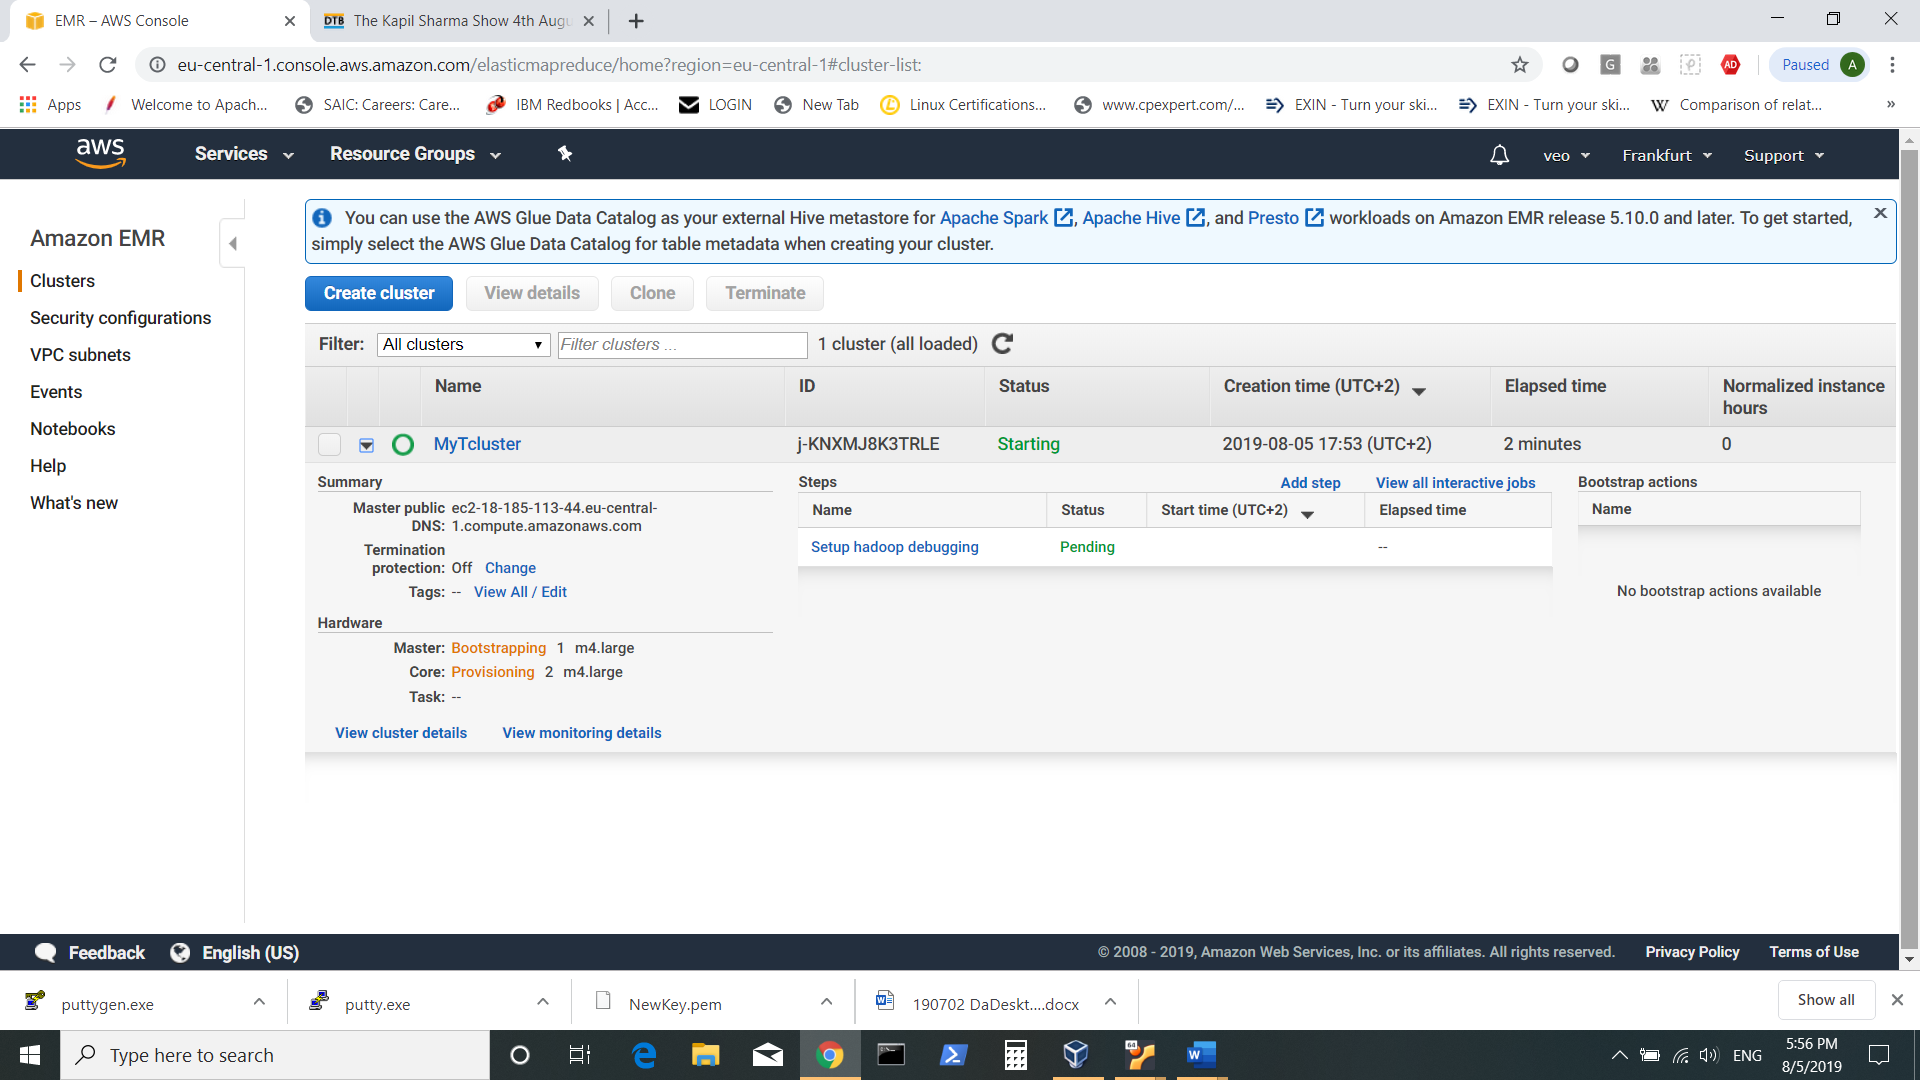 EMR – AWS Console
DTB The Kapil Sharma Show 4th Augu
eu-central-1.console.aws.amazon.com/elasticmapreduce/home?region=eu-central-1#cluster-list:
G
AD
Paused A
Apps
Welcome to Apach...
SAIC: Careers: Care...
IBM Redbooks | Acc...
LOGIN
New Tab
Linux Certifications...
www.cpexpert.com/...
EXIN - Turn your ski...
EXIN - Turn your ski...
W Comparison of relat...
»
aws
Services
Resource Groups
veo
Frankfurt
Support
Amazon EMR
Clusters
Security configurations
VPC subnets
Events
Notebooks
Help
What's new
You can use the AWS Glue Data Catalog as your external Hive metastore for Apache Spark , Apache Hive , and Presto workloads on Amazon EMR release 5.10.0 and later. To get started,
simply select the AWS Glue Data Catalog for table metadata when creating your cluster.
Create cluster
View details
Clone
Terminate
Filter: All clusters Filter clusters ... 1 cluster (all loaded)
Name ID Status Creation time (UTC+2) Elapsed time Normalized instance
hours
MyTcluster j-KNXMJ8K3TRLE Starting 2019-08-05 17:53 (UTC+2) 2 minutes 0
Summary
Master public ec2-18-185-113-44.eu-central-
DNS: 1.compute.amazonaws.com
Termination
protection: Off Change
Tags: -- View All / Edit
Hardware
Master: Bootstrapping 1 m4.large
Core: Provisioning 2 m4.large
Task: --
View cluster details View monitoring details
Steps Add step View all interactive jobs
Name Status Start time (UTC+2) Elapsed time
Setup hadoop debugging Pending --
Bootstrap actions
Name
No bootstrap actions available
Feedback English (US)
© 2008 - 2019, Amazon Web Services, Inc. or its affiliates. All rights reserved. Privacy Policy Terms of Use
puttygen.exe
putty.exe
NewKey.pem
190702 DaDeskt....docx
Show all
Type here to search
64
ENG
5:56 PM
8/5/2019